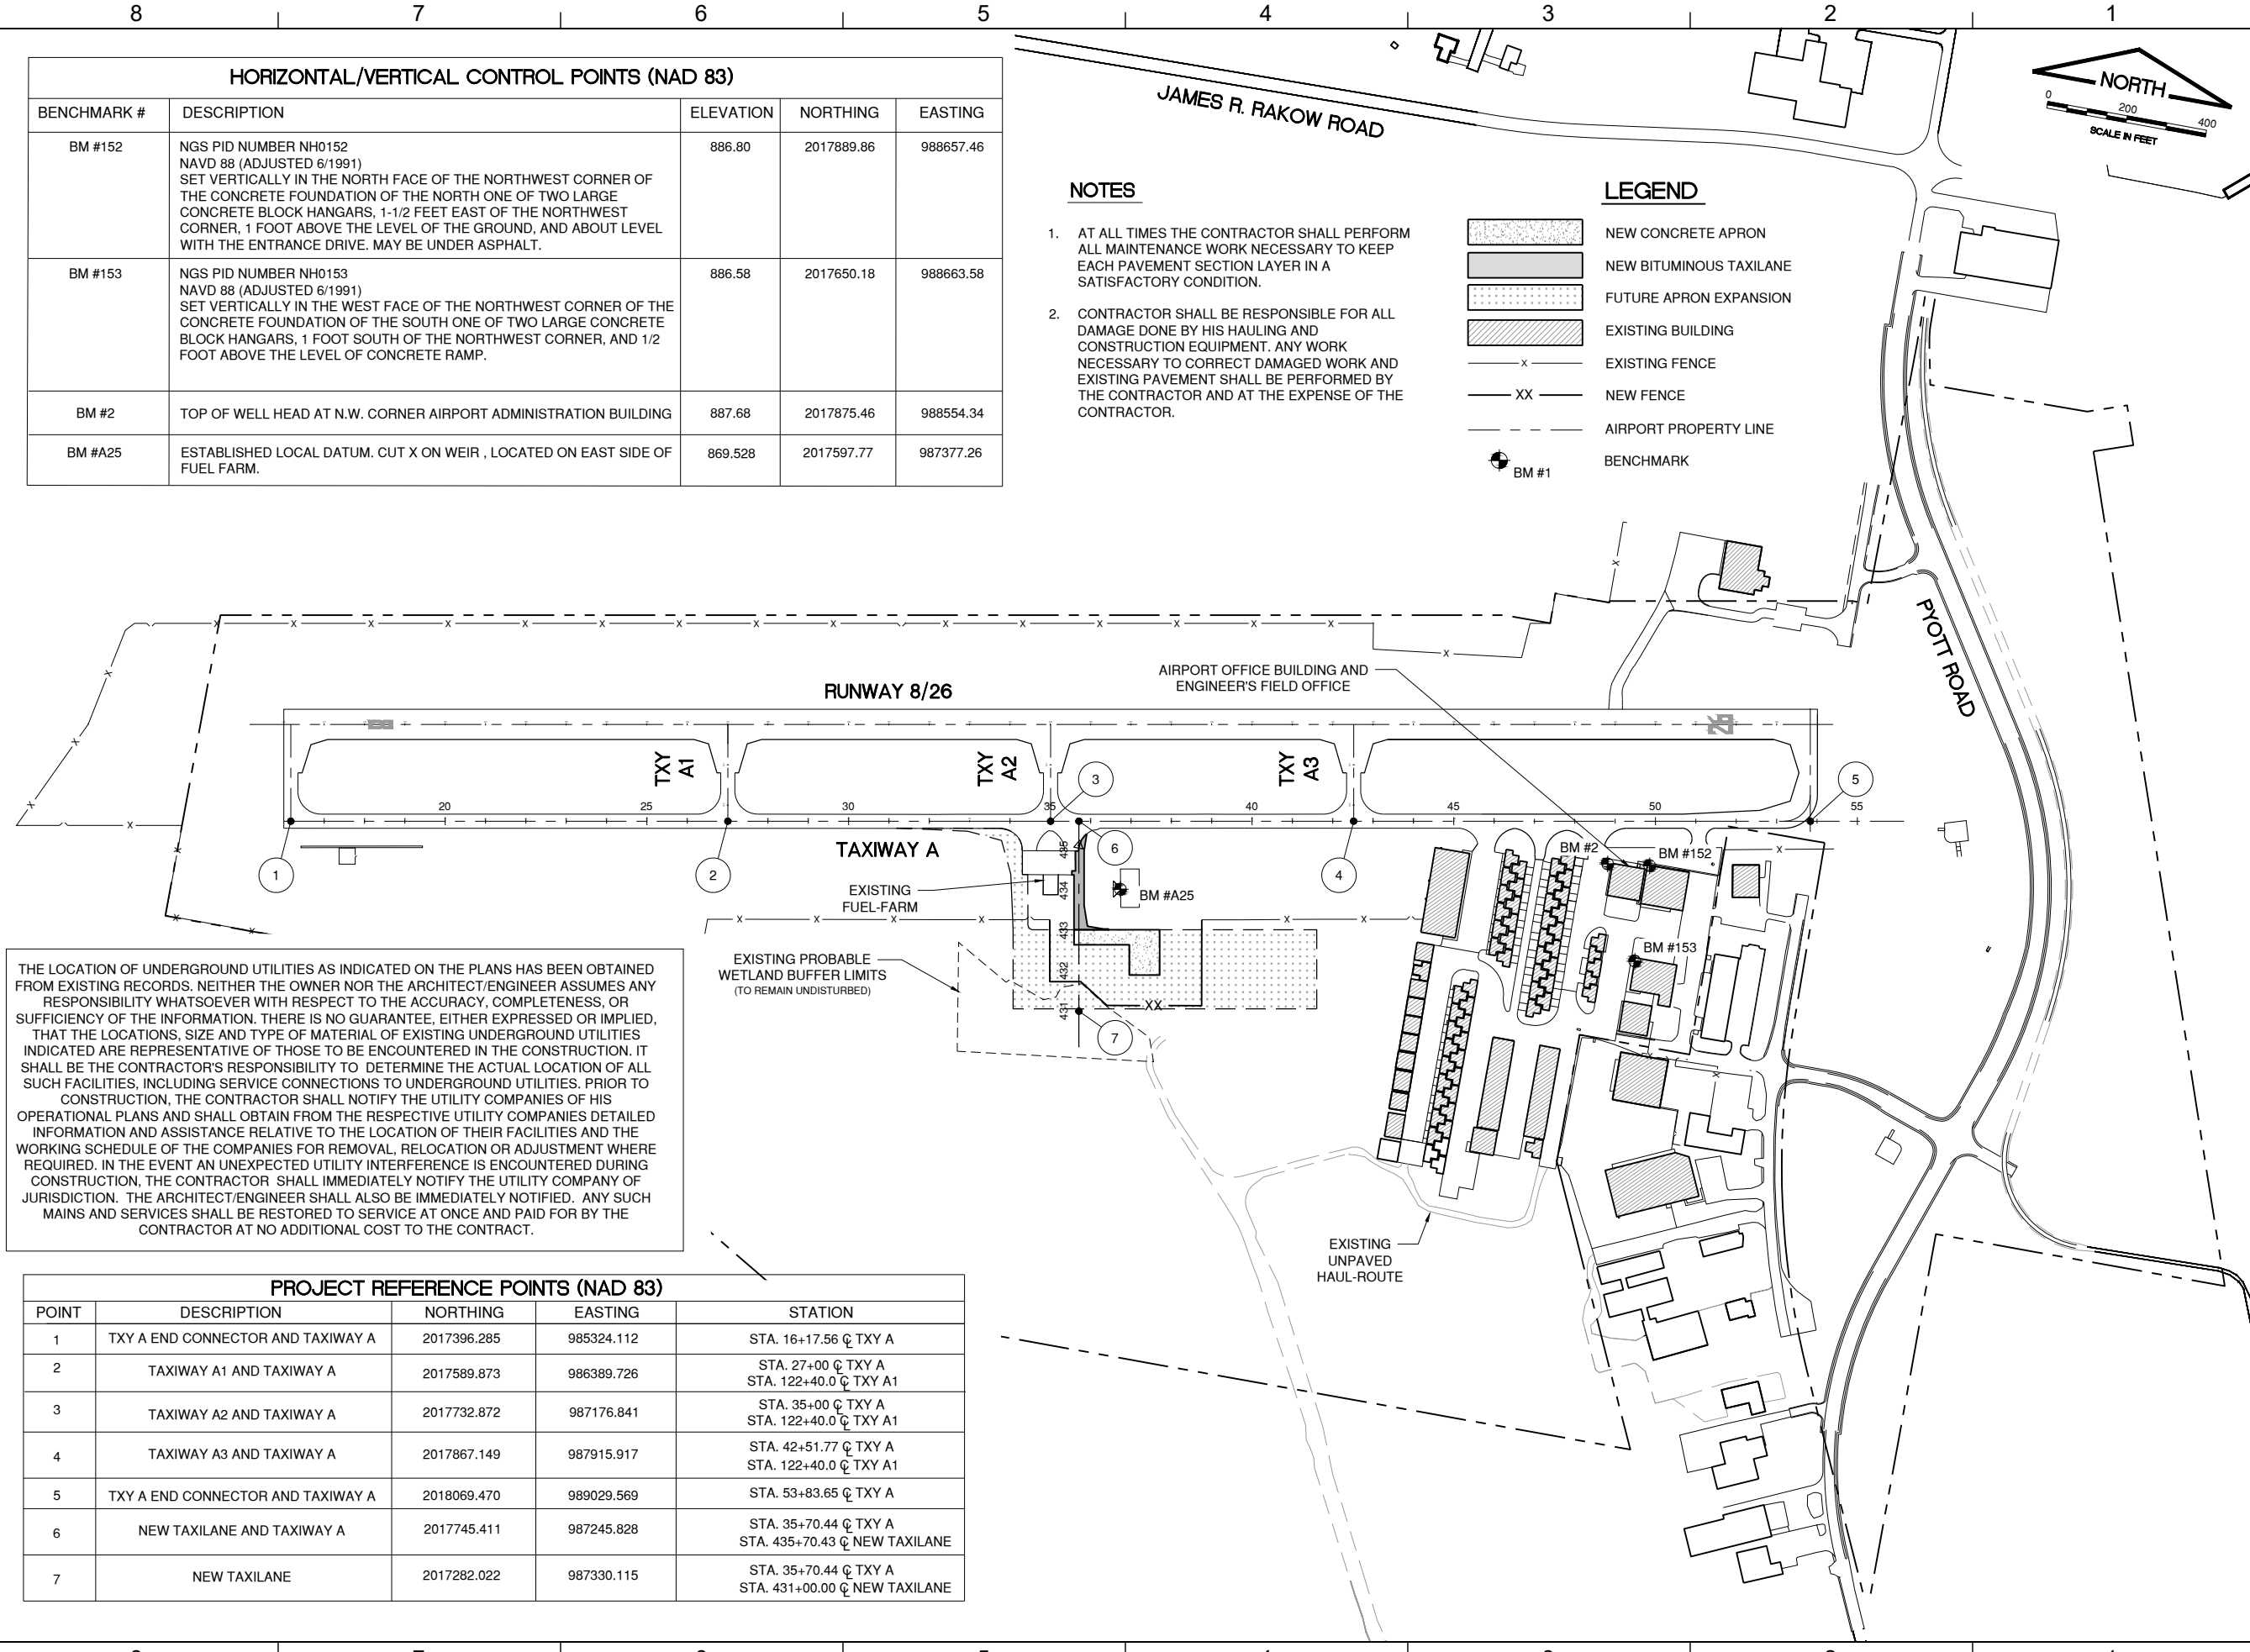 8 7 6 5 4 3 2 1
HORIZONTAL/VERTICAL CONTROL POINTS (NAD 83)
BENCHMARK # DESCRIPTION ELEVATION NORTHING EASTING
BM #152 NGS PID NUMBER NH0152 886.80 2017889.86 988657.46
NAVD 88 (ADJUSTED 6/1991)
SET VERTICALLY IN THE NORTH FACE OF THE NORTHWEST CORNER OF
THE CONCRETE FOUNDATION OF THE NORTH ONE OF TWO LARGE
CONCRETE BLOCK HANGARS, 1-1/2 FEET EAST OF THE NORTHWEST
CORNER, 1 FOOT ABOVE THE LEVEL OF THE GROUND, AND ABOUT LEVEL
WITH THE ENTRANCE DRIVE. MAY BE UNDER ASPHALT.
BM #153 NGS PID NUMBER NH0153 886.58 2017650.18 988663.58
NAVD 88 (ADJUSTED 6/1991)
SET VERTICALLY IN THE WEST FACE OF THE NORTHWEST CORNER OF THE
CONCRETE FOUNDATION OF THE SOUTH ONE OF TWO LARGE CONCRETE
BLOCK HANGARS, 1 FOOT SOUTH OF THE NORTHWEST CORNER, AND 1/2
FOOT ABOVE THE LEVEL OF CONCRETE RAMP.
BM #2 TOP OF WELL HEAD AT N.W. CORNER AIRPORT ADMINISTRATION BUILDING 887.68 2017875.46 988554.34
BM #A25 ESTABLISHED LOCAL DATUM. CUT X ON WEIR , LOCATED ON EAST SIDE OF 869.528 2017597.77 987377.26
FUEL FARM.
JAMES R. RAKOW ROAD
NORTH
0 200 400
SCALE IN FEET
NOTES
1. AT ALL TIMES THE CONTRACTOR SHALL PERFORM
ALL MAINTENANCE WORK NECESSARY TO KEEP
EACH PAVEMENT SECTION LAYER IN A
SATISFACTORY CONDITION.
2. CONTRACTOR SHALL BE RESPONSIBLE FOR ALL
DAMAGE DONE BY HIS HAULING AND
CONSTRUCTION EQUIPMENT. ANY WORK
NECESSARY TO CORRECT DAMAGED WORK AND
EXISTING PAVEMENT SHALL BE PERFORMED BY
THE CONTRACTOR AND AT THE EXPENSE OF THE
CONTRACTOR.
LEGEND
NEW CONCRETE APRON
NEW BITUMINOUS TAXILANE
FUTURE APRON EXPANSION
EXISTING BUILDING
X EXISTING FENCE
XX NEW FENCE
AIRPORT PROPERTY LINE
BM #1 BENCHMARK
PYOTT ROAD
AIRPORT OFFICE BUILDING AND
ENGINEER'S FIELD OFFICE
RUNWAY 8/26
8 26
TXY A1
TXY A2
TXY A3
3 5
20 25 30 35 40 45 50 55
TAXIWAY A
1 2 6 4
435 434 433 432 431
BM #2
BM #152
EXISTING
FUEL-FARM
BM #A25
BM #153
EXISTING PROBABLE
WETLAND BUFFER LIMITS
(TO REMAIN UNDISTURBED)
XX
7
EXISTING
UNPAVED
HAUL-ROUTE
THE LOCATION OF UNDERGROUND UTILITIES AS INDICATED ON THE PLANS HAS BEEN OBTAINED
FROM EXISTING RECORDS. NEITHER THE OWNER NOR THE ARCHITECT/ENGINEER ASSUMES ANY
RESPONSIBILITY WHATSOEVER WITH RESPECT TO THE ACCURACY, COMPLETENESS, OR
SUFFICIENCY OF THE INFORMATION. THERE IS NO GUARANTEE, EITHER EXPRESSED OR IMPLIED,
THAT THE LOCATIONS, SIZE AND TYPE OF MATERIAL OF EXISTING UNDERGROUND UTILITIES
INDICATED ARE REPRESENTATIVE OF THOSE TO BE ENCOUNTERED IN THE CONSTRUCTION. IT
SHALL BE THE CONTRACTOR'S RESPONSIBILITY TO DETERMINE THE ACTUAL LOCATION OF ALL
SUCH FACILITIES, INCLUDING SERVICE CONNECTIONS TO UNDERGROUND UTILITIES. PRIOR TO
CONSTRUCTION, THE CONTRACTOR SHALL NOTIFY THE UTILITY COMPANIES OF HIS
OPERATIONAL PLANS AND SHALL OBTAIN FROM THE RESPECTIVE UTILITY COMPANIES DETAILED
INFORMATION AND ASSISTANCE RELATIVE TO THE LOCATION OF THEIR FACILITIES AND THE
WORKING SCHEDULE OF THE COMPANIES FOR REMOVAL, RELOCATION OR ADJUSTMENT WHERE
REQUIRED. IN THE EVENT AN UNEXPECTED UTILITY INTERFERENCE IS ENCOUNTERED DURING
CONSTRUCTION, THE CONTRACTOR SHALL IMMEDIATELY NOTIFY THE UTILITY COMPANY OF
JURISDICTION. THE ARCHITECT/ENGINEER SHALL ALSO BE IMMEDIATELY NOTIFIED. ANY SUCH
MAINS AND SERVICES SHALL BE RESTORED TO SERVICE AT ONCE AND PAID FOR BY THE
CONTRACTOR AT NO ADDITIONAL COST TO THE CONTRACT.
PROJECT REFERENCE POINTS (NAD 83)
POINT DESCRIPTION NORTHING EASTING STATION
1 TXY A END CONNECTOR AND TAXIWAY A 2017396.285 985324.112 STA. 16+17.56 ℄ TXY A
2 TAXIWAY A1 AND TAXIWAY A 2017589.873 986389.726 STA. 27+00 ℄ TXY A
STA. 122+40.0 ℄ TXY A1
3 TAXIWAY A2 AND TAXIWAY A 2017732.872 987176.841 STA. 35+00 ℄ TXY A
STA. 122+40.0 ℄ TXY A1
4 TAXIWAY A3 AND TAXIWAY A 2017867.149 987915.917 STA. 42+51.77 ℄ TXY A
STA. 122+40.0 ℄ TXY A1
5 TXY A END CONNECTOR AND TAXIWAY A 2018069.470 989029.569 STA. 53+83.65 ℄ TXY A
6 NEW TAXILANE AND TAXIWAY A 2017745.411 987245.828 STA. 35+70.44 ℄ TXY A
STA. 435+70.43 ℄ NEW TAXILANE
7 NEW TAXILANE 2017282.022 987330.115 STA. 35+70.44 ℄ TXY A
STA. 431+00.00 ℄ NEW TAXILANE